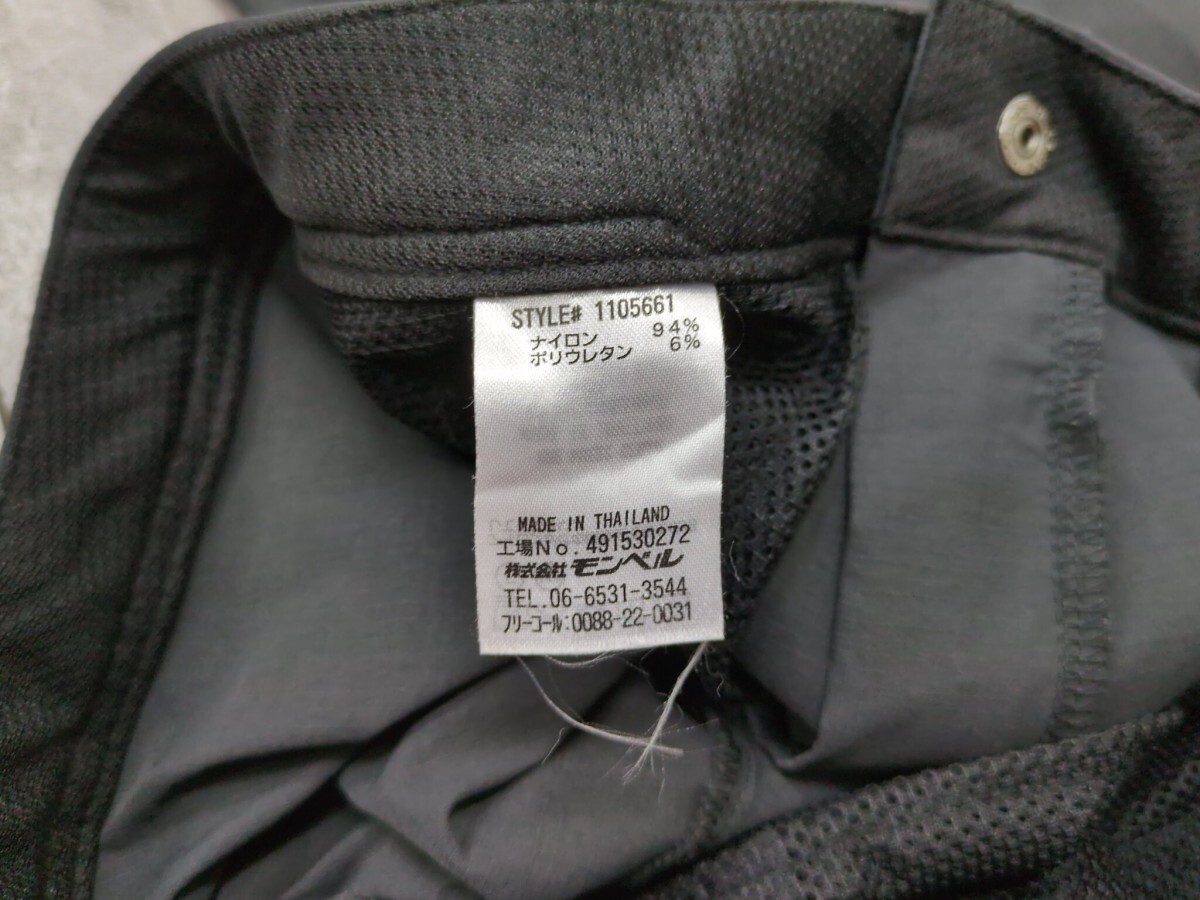 STYLE# 1105661
ナイロン 94%
ポリウレタン 6%
MADE IN THAILAND
工場No.491530272
株式会社モンベル
TEL.06-6531-3544
フリーコール:0088-22-0031